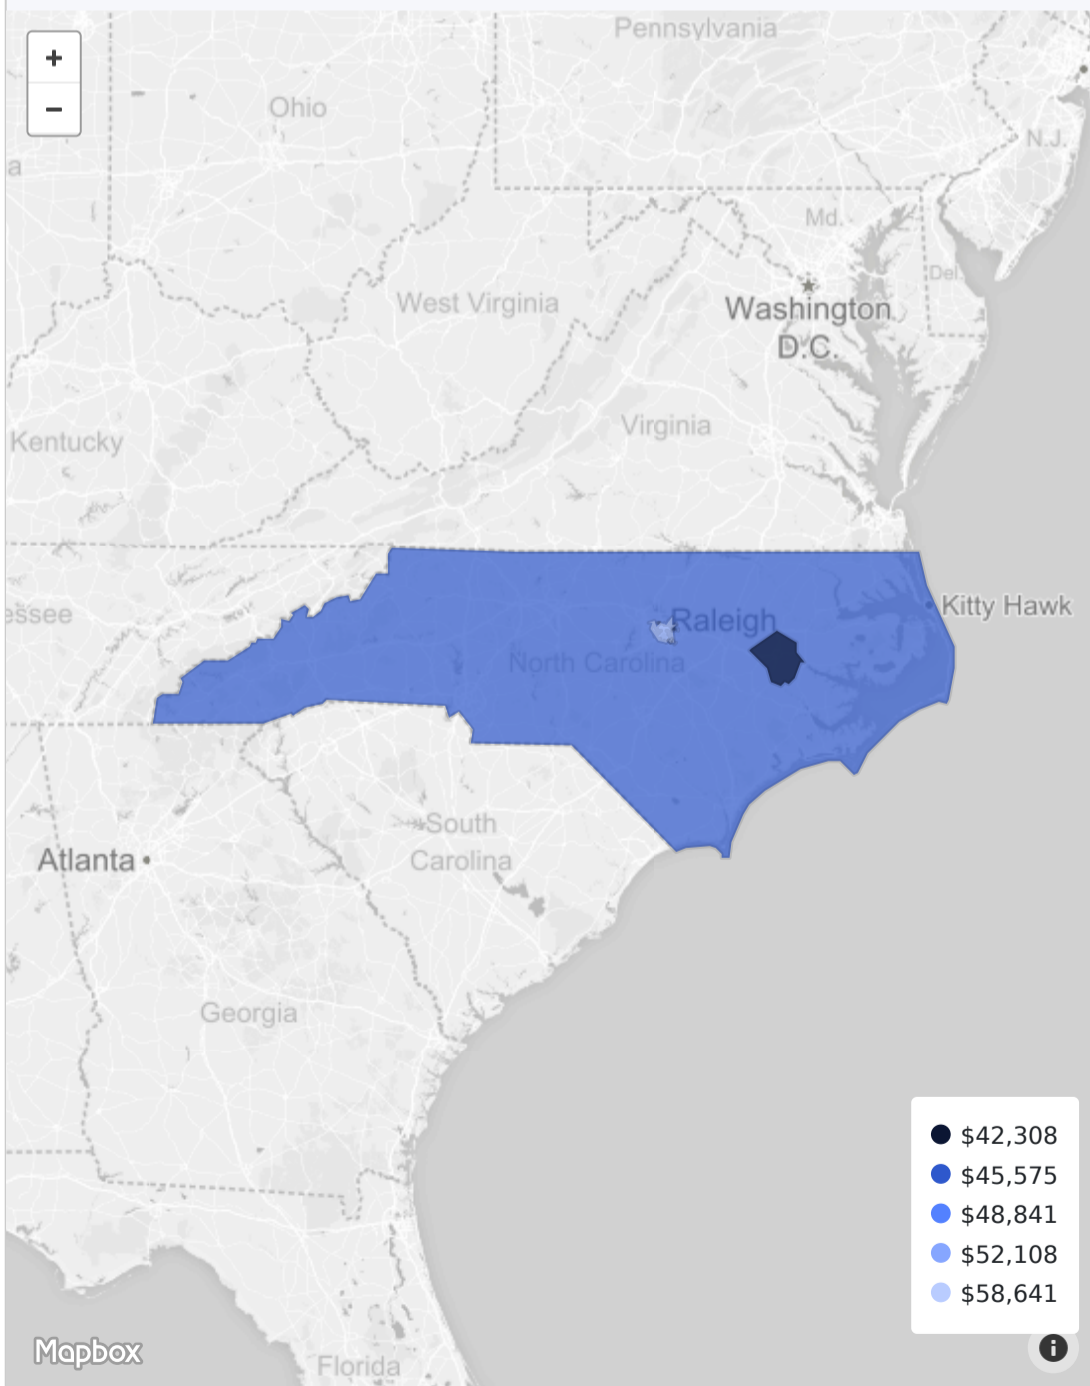 Pennsylvania
+
−
Ohio
N.J.
a
Md.
Del.
West Virginia
Washington
D.C.
Virginia
Kentucky
essee
Kitty Hawk
Raleigh
North Carolina
South
Carolina
Atlanta
Georgia
$42,308
$45,575
$48,841
$52,108
$58,641
Mapbox
i
Florida